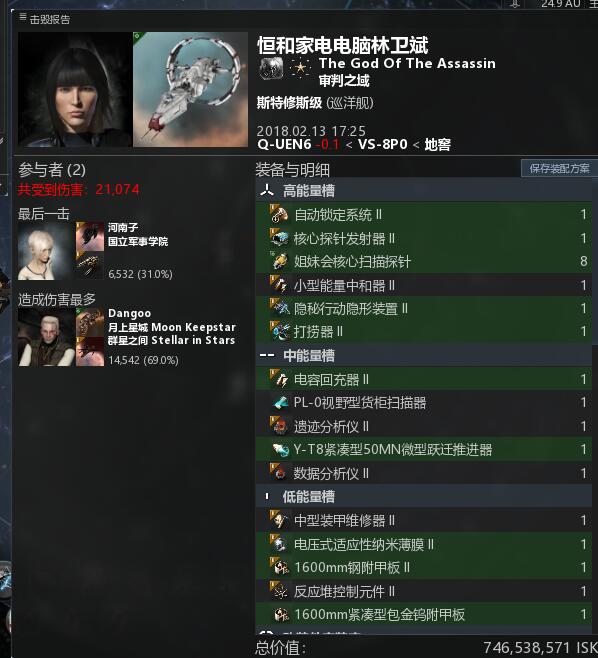 24.9 AU
击毁报告
恒和家电电脑林卫斌
The God Of The Assassin
审判之域
斯特修斯级 (巡洋舰)
2018.02.13 17:25
Q-UEN6 -0.1 < VS-8P0 < 地窖
参与者 (2)
共受到伤害: 21,074
最后一击
河南子
国立军事学院
6,532 (31.0%)
造成伤害最多
Dangoo
月上星城 Moon Keepstar
群星之间 Stellar in Stars
14,542 (69.0%)
装备与明细
保存装配方案
高能量槽
自动锁定系统 II 1
核心探针发射器 II 1
姐妹会核心扫描探针 8
小型能量中和器 II 1
隐秘行动隐形装置 II 1
打捞器 II 1
中能量槽
电容回充器 II 1
PL-0视野型货柜扫描器 1
遗迹分析仪 II 1
Y-T8紧凑型50MN微型跃迁推进器 1
数据分析仪 II 1
低能量槽
中型装甲维修器 II 1
电压式适应性纳米薄膜 II 1
1600mm钢附甲板 II 1
反应堆控制元件 II 1
1600mm紧凑型包金钨附甲板 1
总价值: 746,538,571 ISK